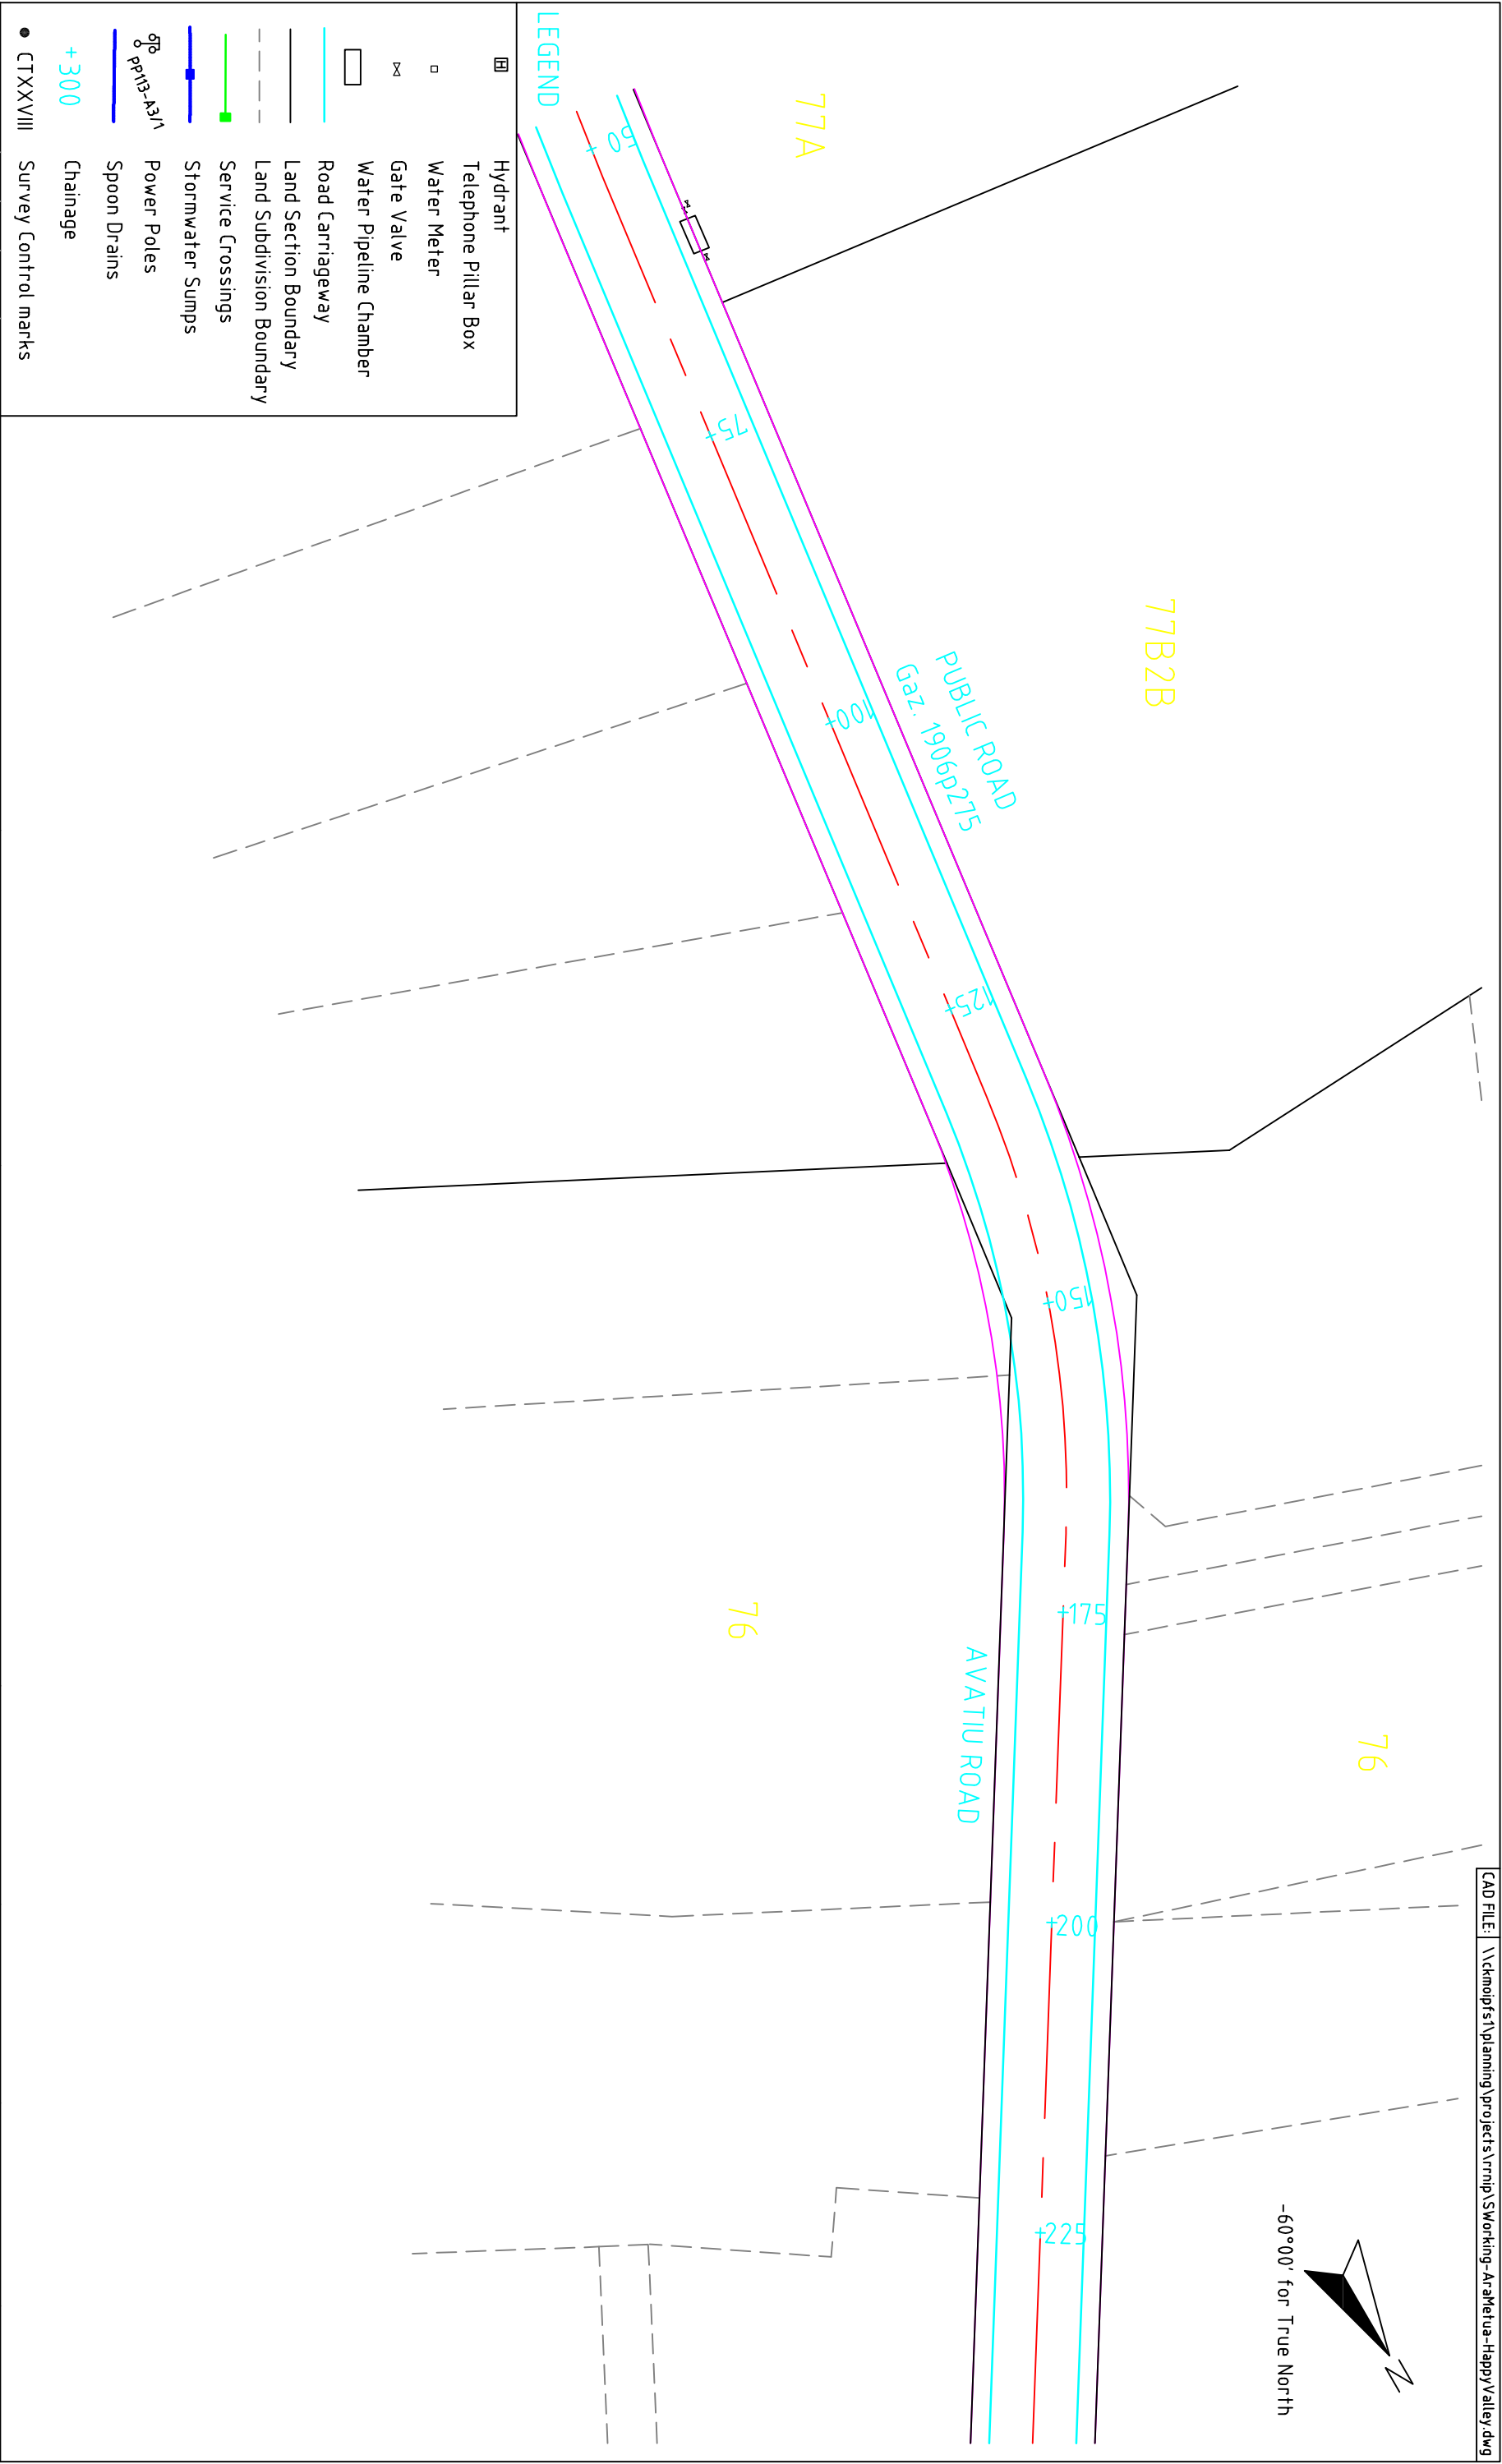 CAD FILE: \\ckmoipfs1\planning\projects\rrnip\SWorking-AraMetua-HappyValley.dwg
N
-60°00' for True North
77A
77B2B
76
76
PUBLIC ROAD
Gaz. 1906p275
AVATIU ROAD
50 +
75+
100+
125+
150+
+175
+200
+225
LEGEND
H Hydrant
Telephone Pillar Box
Water Meter
Gate Valve
Water Pipeline Chamber
Road Carriageway
Land Section Boundary
Land Subdivision Boundary
Service Crossings
Stormwater Sumps
PP113-A3/1 Power Poles
Spoon Drains
+300 Chainage
CTXXVIII Survey Control marks